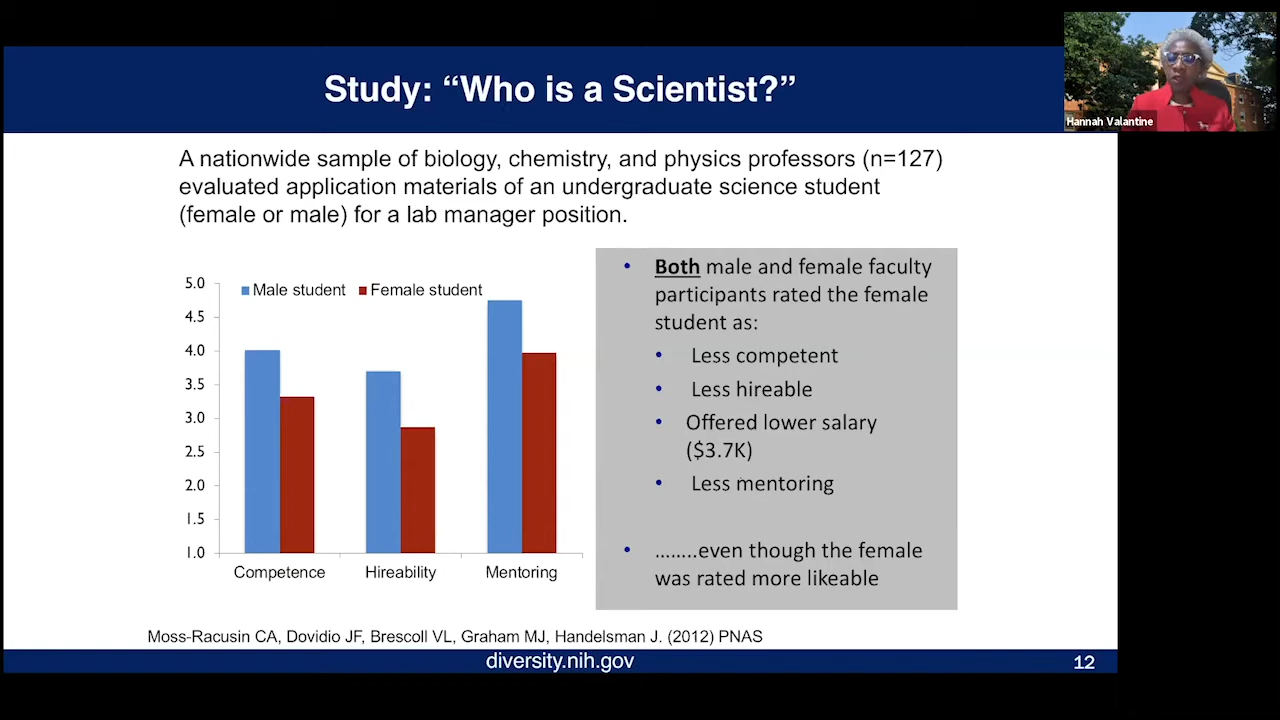 Study: “Who is a Scientist?”
Hannah Valantine
A nationwide sample of biology, chemistry, and physics professors (n=127)
evaluated application materials of an undergraduate science student
(female or male) for a lab manager position.
5.0
4.5
4.0
3.5
3.0
2.5
2.0
1.5
1.0
Male student
Female student
Competence
Hireability
Mentoring
• Both male and female faculty
participants rated the female
student as:
• Less competent
• Less hireable
• Offered lower salary
($3.7K)
• Less mentoring
• ........even though the female
was rated more likeable
Moss-Racusin CA, Dovidio JF, Brescoll VL, Graham MJ, Handelsman J. (2012) PNAS
diversity.nih.gov
12